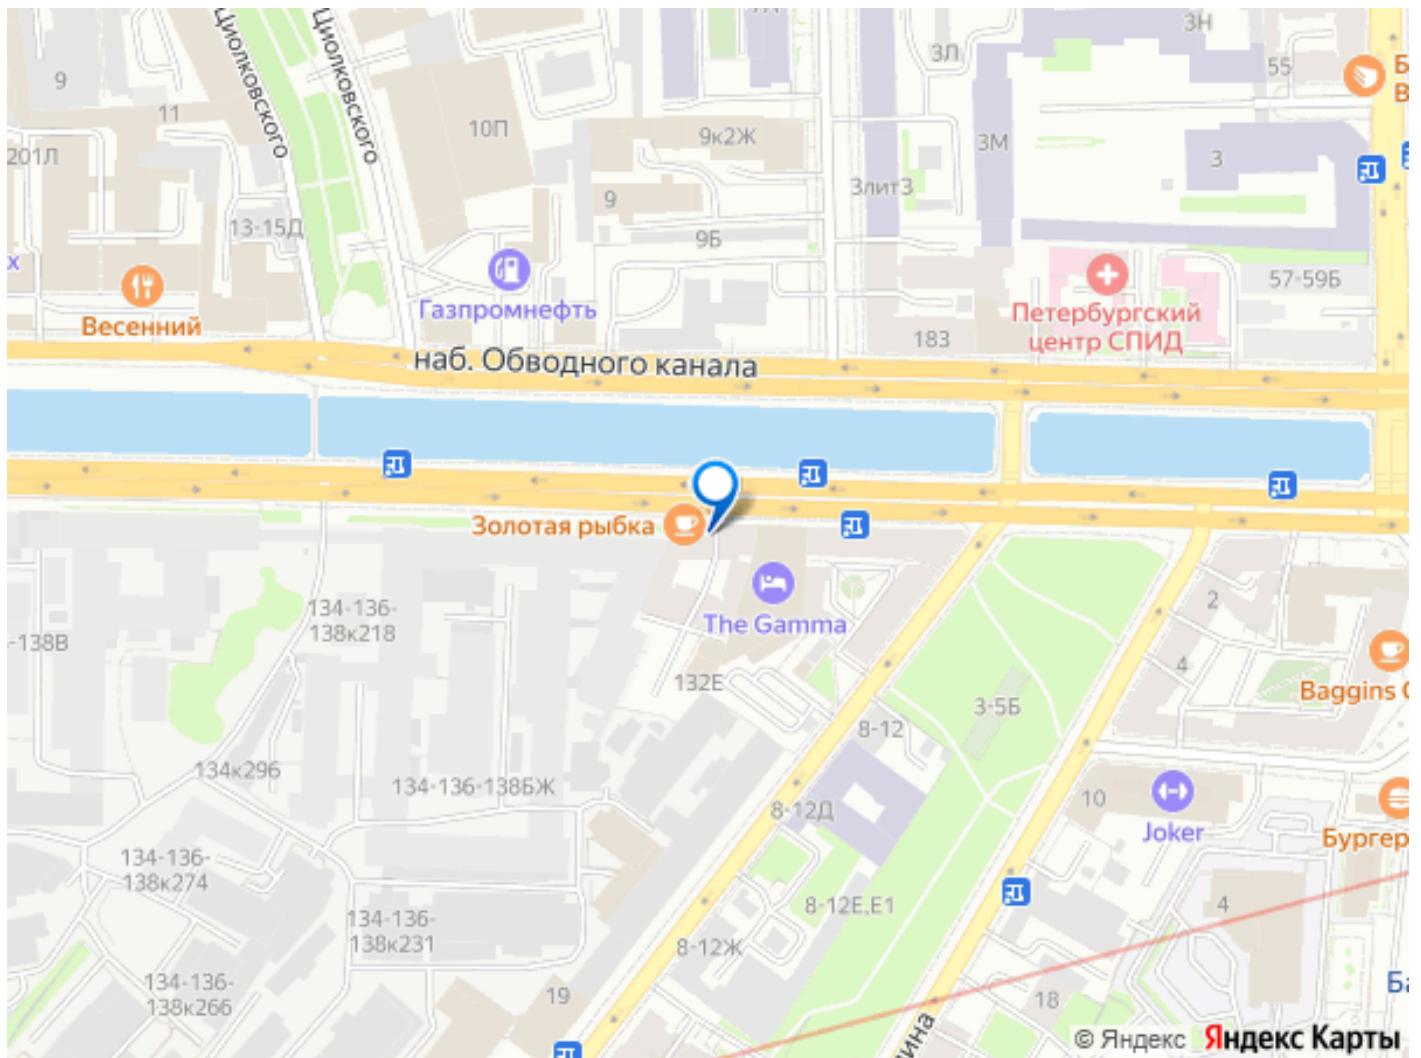 Циолковского
Циолковского
9
11
201Л
10П
9к2Ж
3Л
3Н
55
3М
3
3лит3
9
9Б
13-15Д
х
Весенний
Газпромнефть
57-59Б
Петербургский
центр СПИД
183
наб. Обводного канала
Золотая рыбка
The Gamma
134-136-
138к218
-138В
132Е
2
4
Baggins
3-5Б
8-12
134к296
134-136-138БЖ
8-12Д
10
Joker
Бургер
134-136-
138к274
134-136-
138к231
8-12Е,Е1
4
8-12Ж
134-136-
138к266
19
18
© Яндекс Яндекс Карты